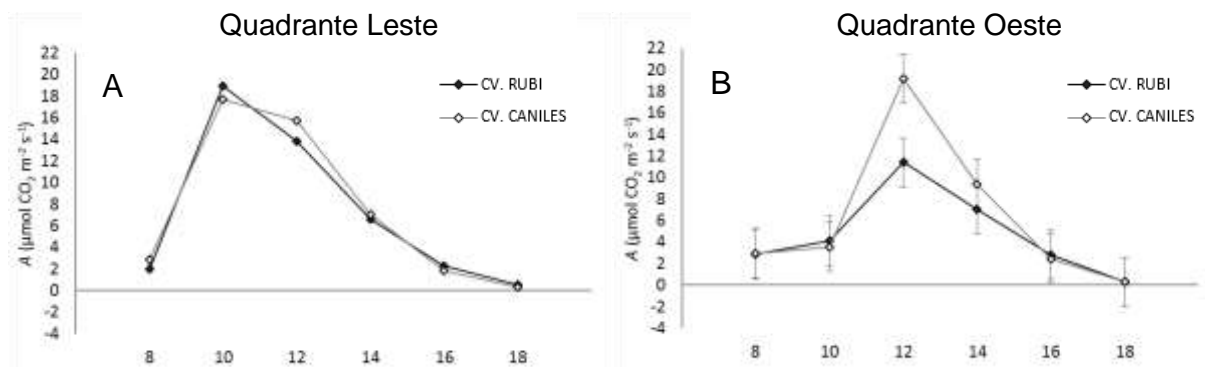 Quadrante Leste
A
CV. RUBI
CV. CANILES
A (µmol CO₂ m⁻² s⁻¹)
22
20
18
16
14
12
10
8
6
4
2
0
-2
-4
8 10 12 14 16 18
Quadrante Oeste
B
CV. RUBI
CV. CANILES
A (µmol CO₂ m⁻² s⁻¹)
22
20
18
16
14
12
10
8
6
4
2
0
-2
-4
8 10 12 14 16 18